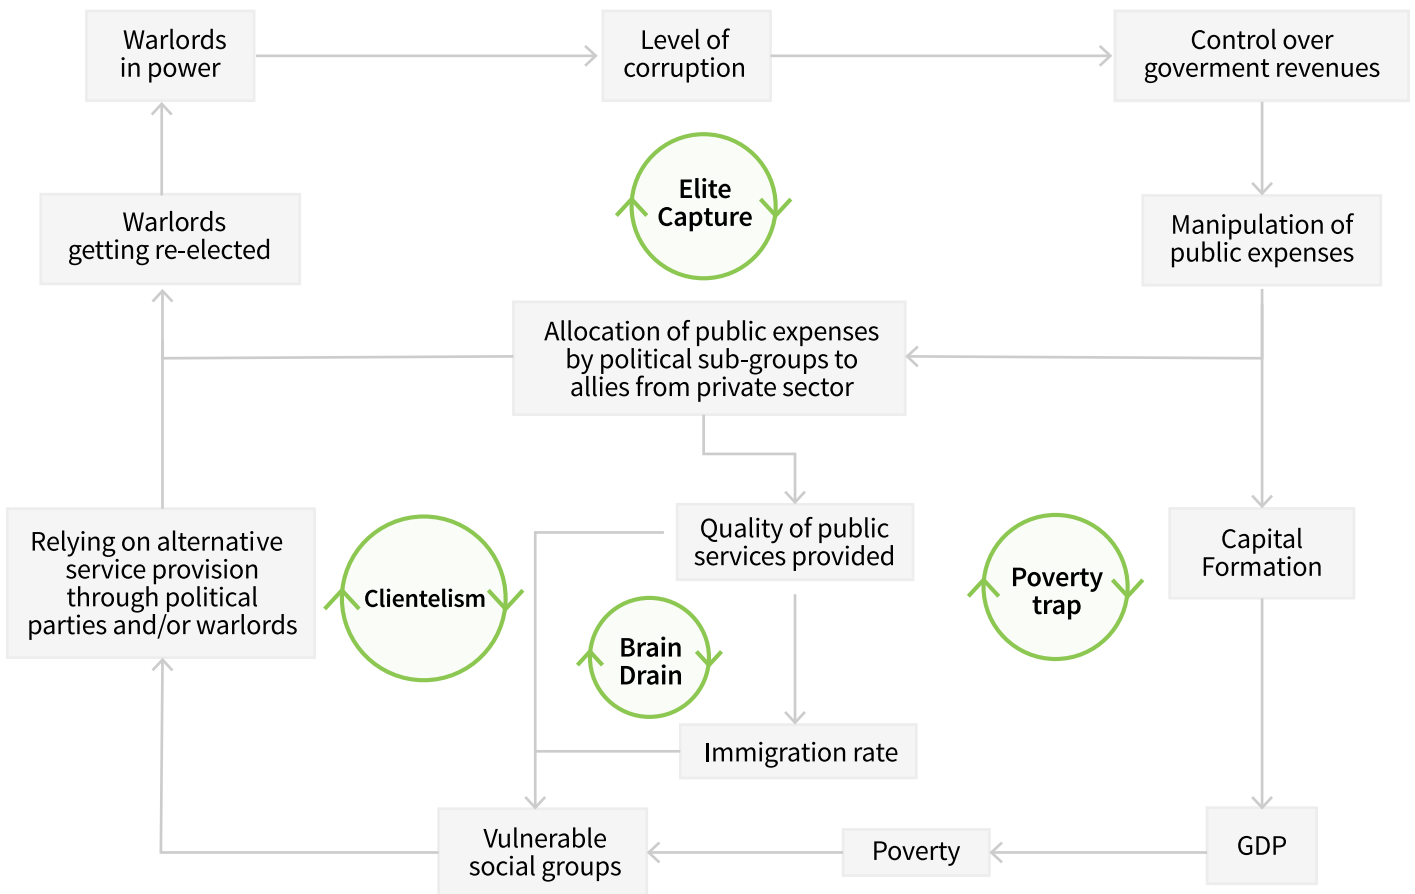 Warlords
in power
Level of
corruption
Control over
goverment revenues
Elite
Capture
Warlords
getting re-elected
Manipulation of
public expenses
Allocation of public expenses
by political sub-groups to
allies from private sector
Relying on alternative
service provision
through political
parties and/or warlords
Clientelism
Quality of public
services provided
Poverty
trap
Capital
Formation
Brain
Drain
Immigration rate
Vulnerable
social groups
Poverty
GDP